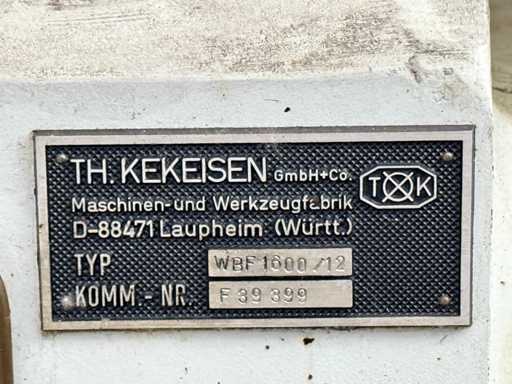 TH. KEKEISEN GmbH+Co.
TK
Maschinen-und Werkzeugfabrik
D-88471 Laupheim (Württ.)
TYP WBF 1600/12
KOMM.-NR. F 39 399